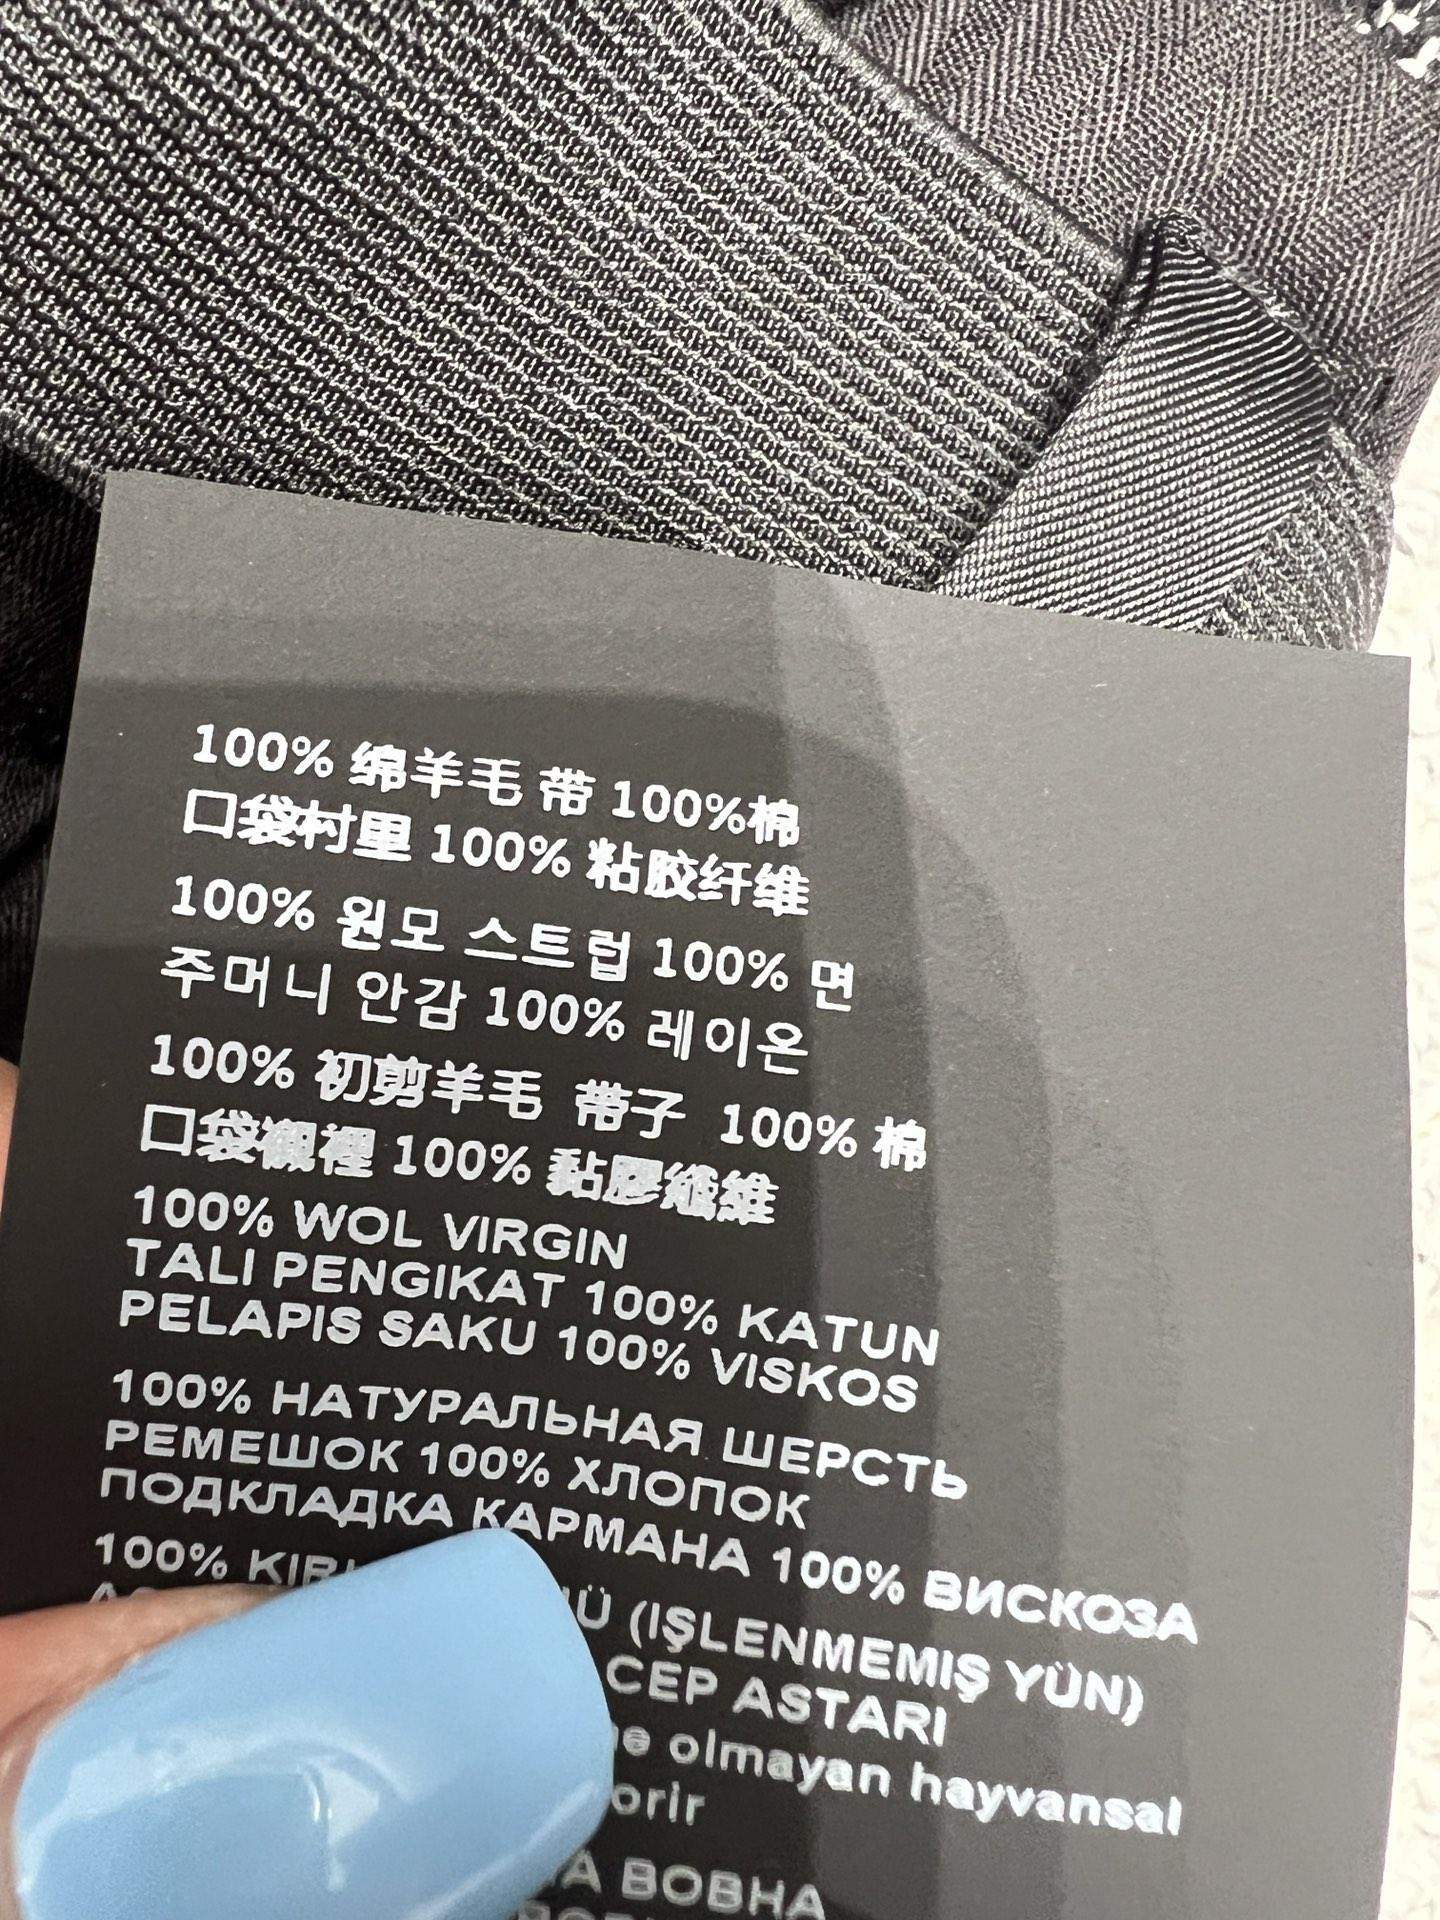 100% 绵羊毛 带 100%棉
口袋村里 100% 粘胶纤维
100% 원모 스트럽 100% 면
주머니 안감 100% 레이온
100% 初剪羊毛 带子 100% 棉
口袋襯裡 100% 黏膠纖維
100% WOL VIRGIN
TALI PENGIKAT 100% KATUN
PELAPIS SAKU 100% VISKOS
100% НАТУРАЛЬНАЯ ШЕРСТЬ
РЕМЕШОК 100% ХЛОПОК
ПОДКЛАДКА КАРМАНА 100% ВИСКОЗА
100% (IŞLENMEMIŞ YÜN)
CEP ASTARI
olmayan hayvansal
ВОВНА